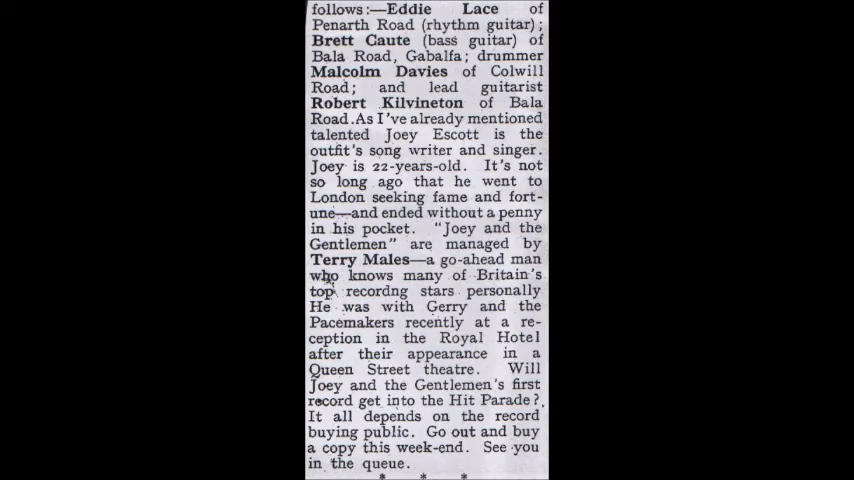 follows:—Eddie Lace of
Penarth Road (rhythm guitar);
Brett Caute (bass guitar) of
Bala Road, Gabalfa; drummer
Malcolm Davies of Colwill
Road; and lead guitarist
Robert Kilvineton of Bala
Road.As I've already mentioned
talented Joey Escott is the
outfit's song writer and singer.
Joey is 22-years-old. It's not
so long ago that he went to
London seeking fame and fort-
une—and ended without a penny
in his pocket. "Joey and the
Gentlemen" are managed by
Terry Males—a go-ahead man
who knows many of Britain's
top recordng stars personally
He was with Gerry and the
Pacemakers recently at a re-
ception in the Royal Hotel
after their appearance in a
Queen Street theatre. Will
Joey and the Gentlemen's first
record get into the Hit Parade?.
It all depends on the record
buying public. Go out and buy
a copy this week-end. See you
in the queue.
* * *